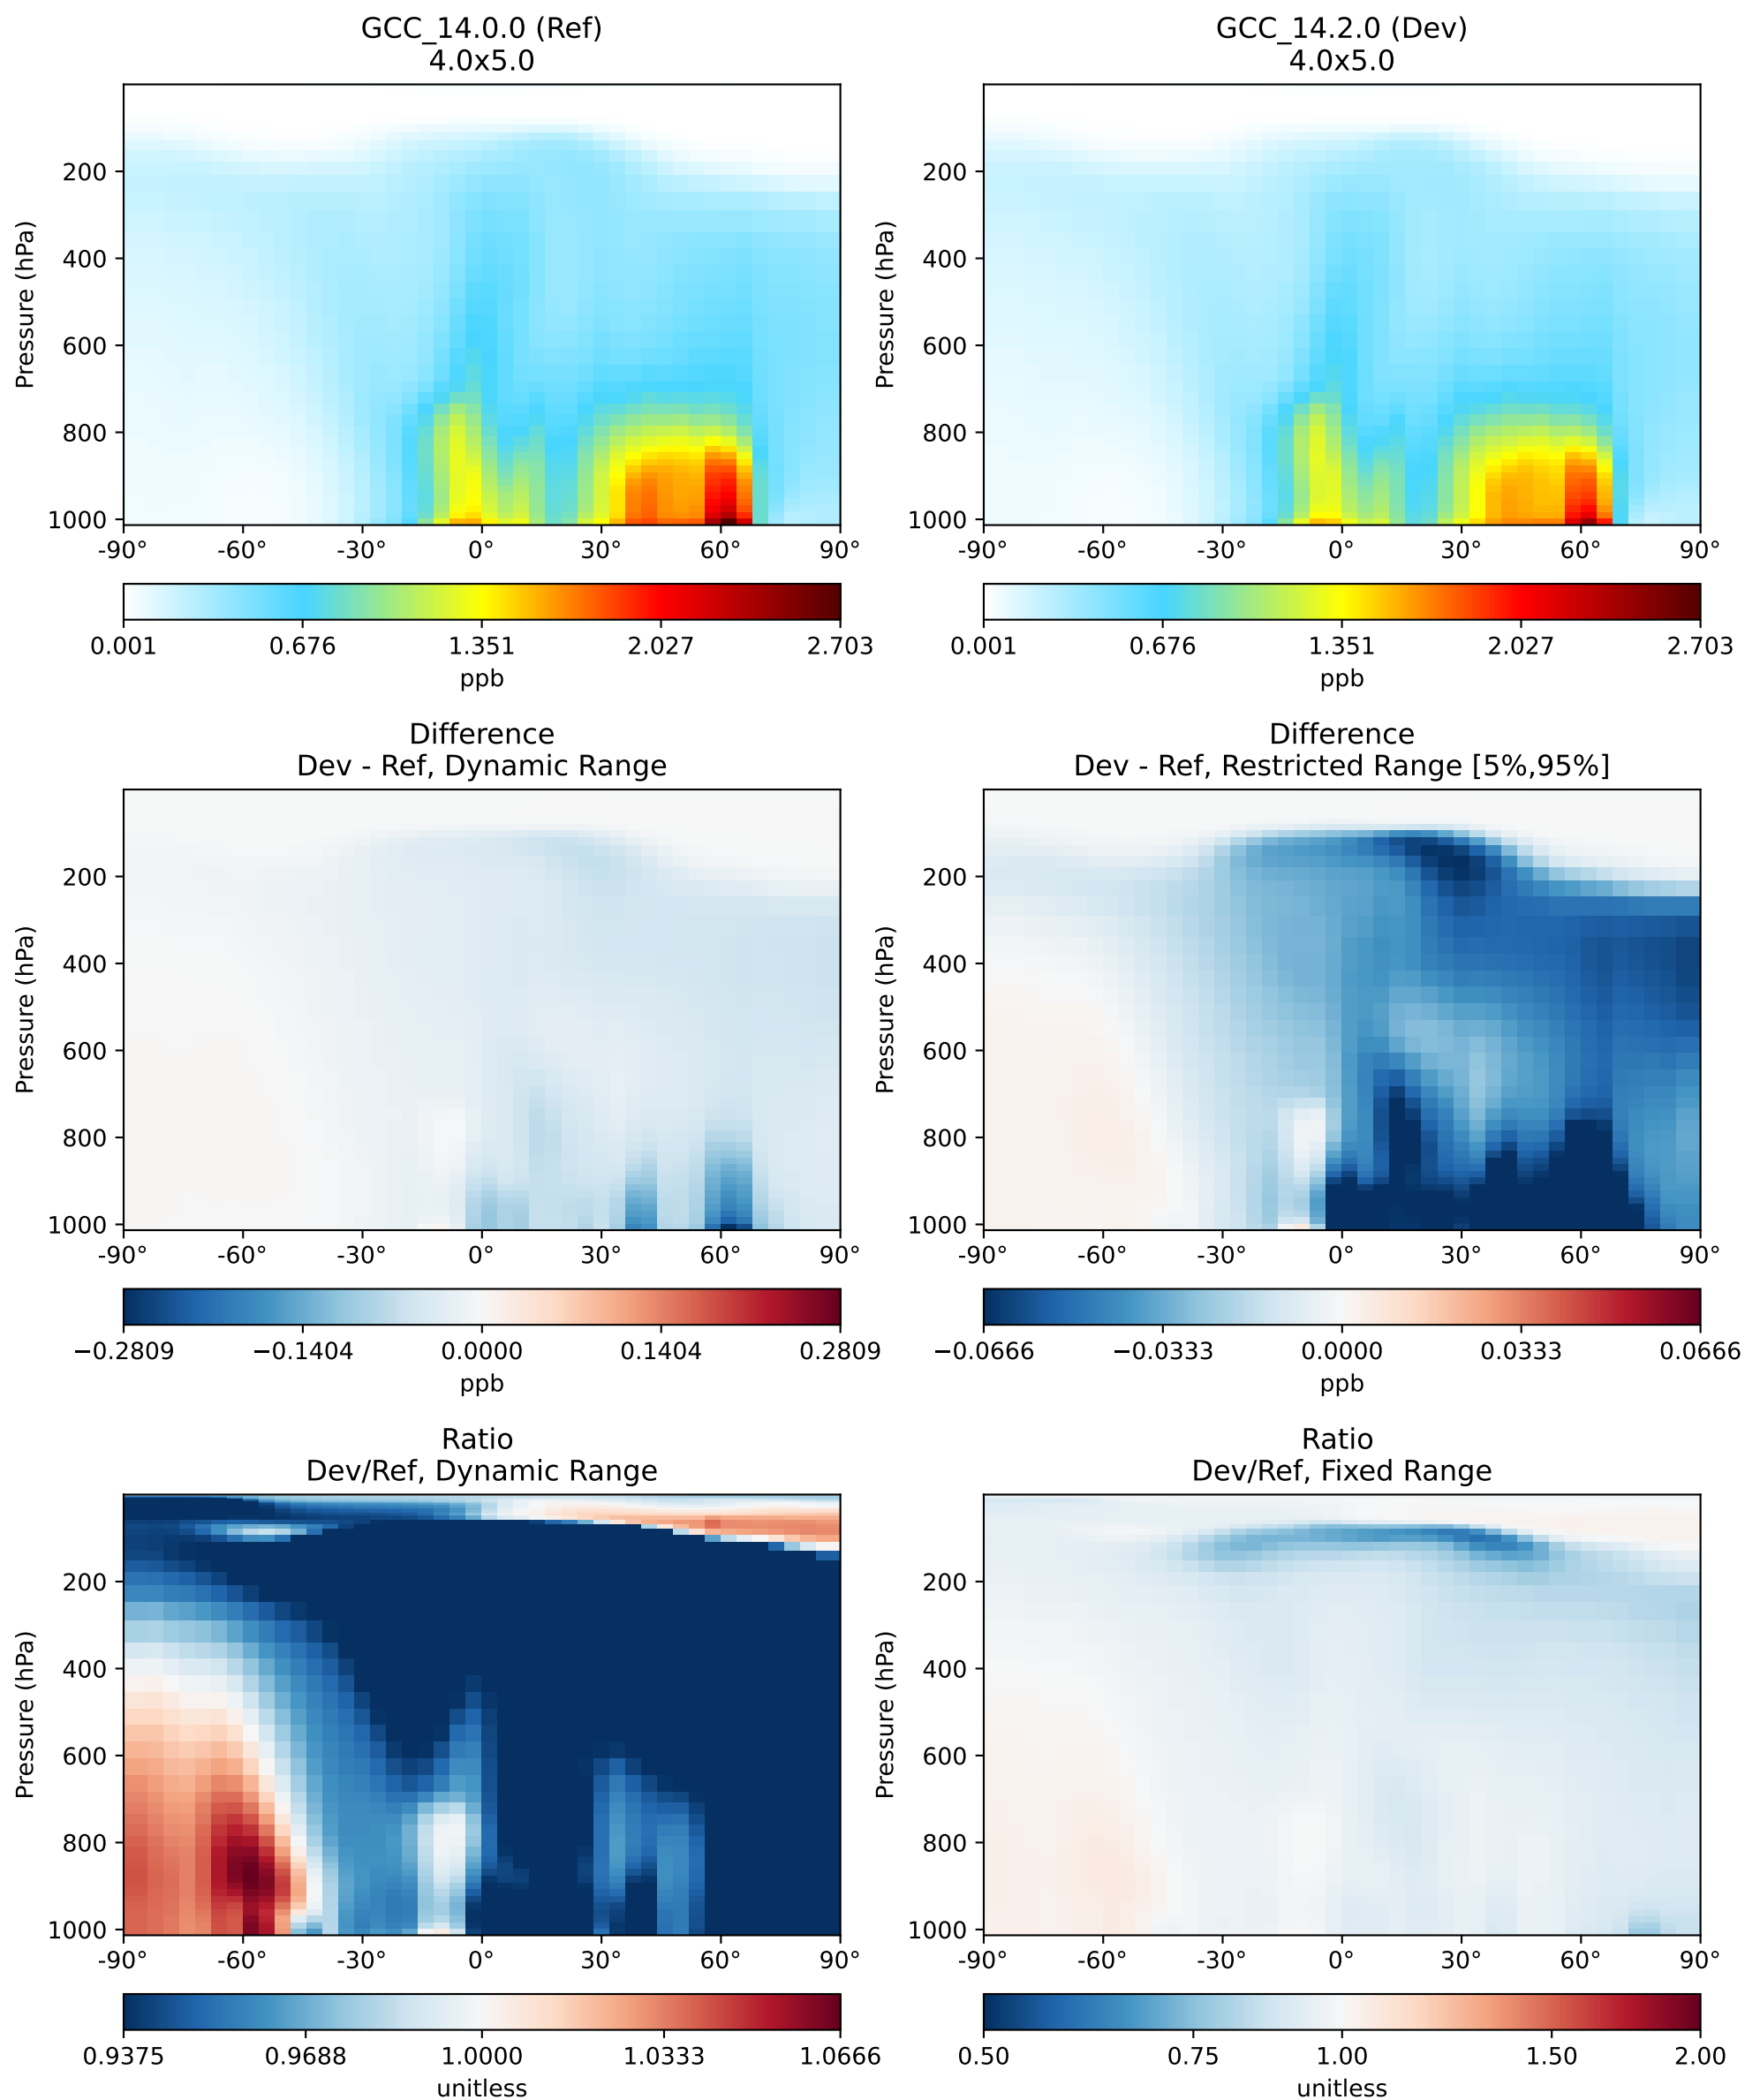 GCC_14.0.0 (Ref)
4.0x5.0
GCC_14.2.0 (Dev)
4.0x5.0
Pressure (hPa)
200
400
600
800
1000
-90° -60° -30° 0° 30° 60° 90°
0.001 0.676 1.351 2.027 2.703
ppb
Pressure (hPa)
200
400
600
800
1000
-90° -60° -30° 0° 30° 60° 90°
0.001 0.676 1.351 2.027 2.703
ppb
Difference
Dev - Ref, Dynamic Range
Difference
Dev - Ref, Restricted Range [5%,95%]
Pressure (hPa)
200
400
600
800
1000
-90° -60° -30° 0° 30° 60° 90°
−0.2809 −0.1404 0.0000 0.1404 0.2809
ppb
Pressure (hPa)
200
400
600
800
1000
-90° -60° -30° 0° 30° 60° 90°
−0.0666 −0.0333 0.0000 0.0333 0.0666
ppb
Ratio
Dev/Ref, Dynamic Range
Ratio
Dev/Ref, Fixed Range
Pressure (hPa)
200
400
600
800
1000
-90° -60° -30° 0° 30° 60° 90°
0.9375 0.9688 1.0000 1.0333 1.0666
unitless
Pressure (hPa)
200
400
600
800
1000
-90° -60° -30° 0° 30° 60° 90°
0.50 0.75 1.00 1.50 2.00
unitless